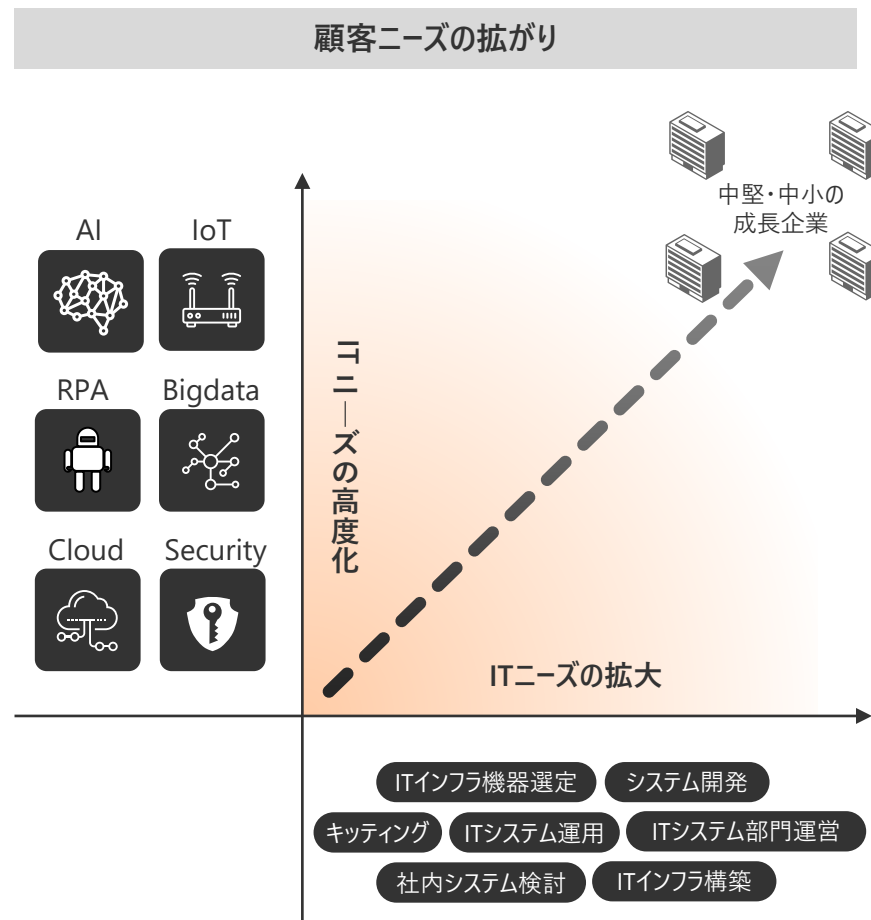 顧客ニーズの拡がり
中堅・中小の
成長企業
AI
IoT
RPA
Bigdata
Cloud
Security
ITニーズの高度化
ITニーズの拡大
ITインフラ機器選定
システム開発
キッティング
ITシステム運用
ITシステム部門運営
社内システム検討
ITインフラ構築